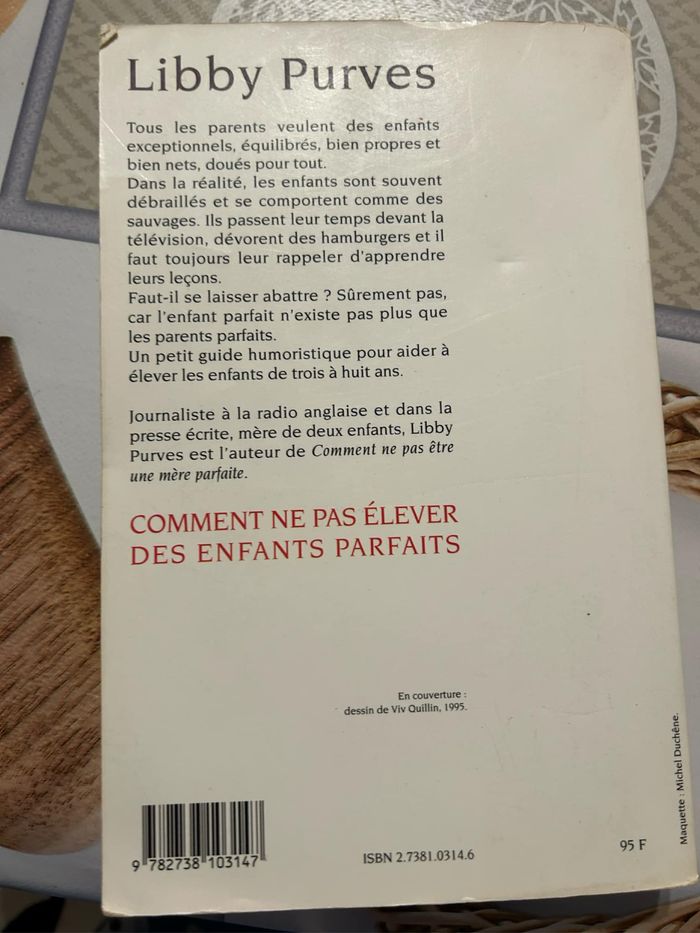 Libby Purves
Tous les parents veulent des enfants
exceptionnels, équilibrés, bien propres et
bien nets, doués pour tout.
Dans la réalité, les enfants sont souvent
débraillés et se comportent comme des
sauvages. Ils passent leur temps devant la
télévision, dévorent des hamburgers et il
faut toujours leur rappeler d'apprendre
leurs leçons.
Faut-il se laisser abattre ? Sûrement pas,
car l'enfant parfait n'existe pas plus que
les parents parfaits.
Un petit guide humoristique pour aider à
élever les enfants de trois à huit ans.
Journaliste à la radio anglaise et dans la
presse écrite, mère de deux enfants, Libby
Purves est l'auteur de Comment ne pas être
une mère parfaite.
COMMENT NE PAS ÉLEVER
DES ENFANTS PARFAITS
En couverture :
dessin de Viv Quillin, 1995.
Maquette : Michel Duchêne.
9 782738 103147
ISBN 2.7381.0314.6
95 F